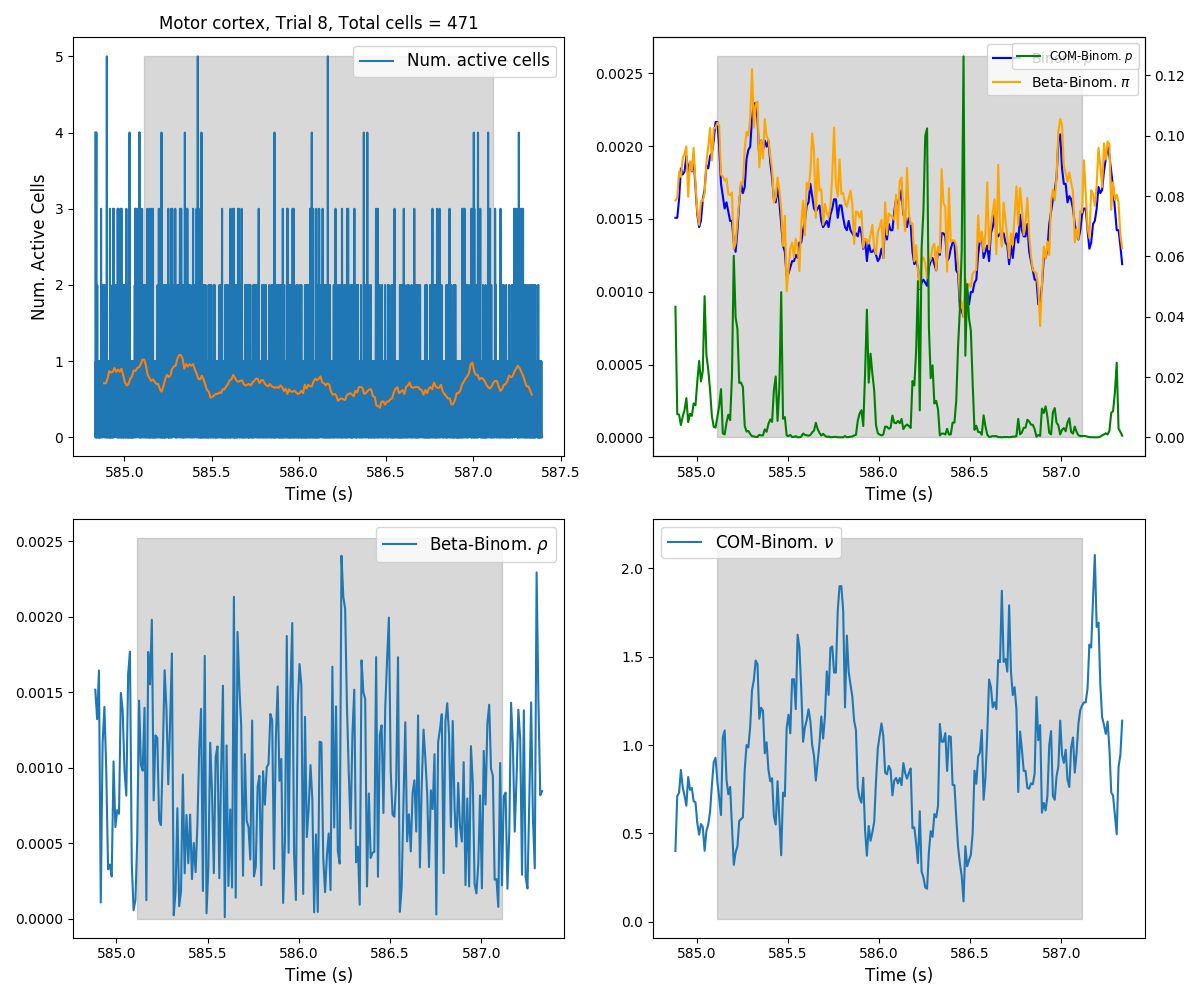 Motor cortex, Trial 8, Total cells = 471
Num. active cells
5
4
3
2
1
0
Num. Active Cells
585.0 585.5 586.0 586.5 587.0 587.5
Time (s)
COM-Binom. p
Beta-Binom. π
0.0025
0.0020
0.0015
0.0010
0.0005
0.0000
0.12
0.10
0.08
0.06
0.04
0.02
0.00
585.0 585.5 586.0 586.5 587.0
Time (s)
Beta-Binom. ρ
0.0025
0.0020
0.0015
0.0010
0.0005
0.0000
585.0 585.5 586.0 586.5 587.0
Time (s)
COM-Binom. ν
2.0
1.5
1.0
0.5
0.0
585.0 585.5 586.0 586.5 587.0
Time (s)